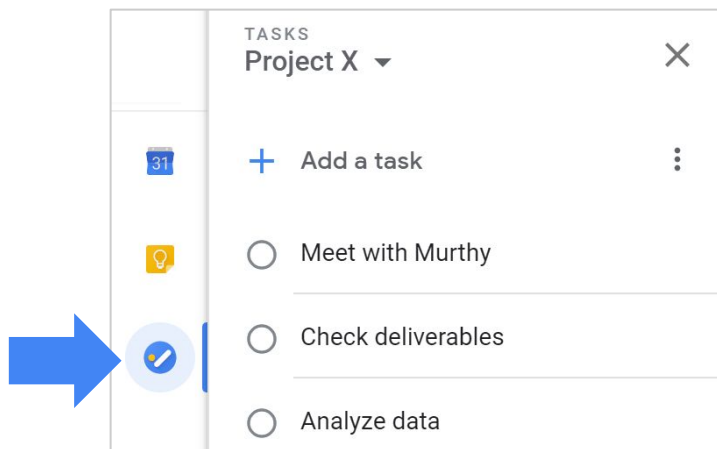 TASKS
Project X
31
Add a task
Meet with Murthy
Check deliverables
Analyze data